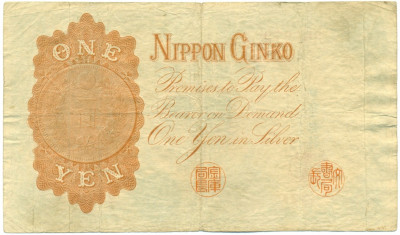 ONE
YEN
NIPPON GINKO
Promises to Pay the
Bearer on Demand
One Yen in Silver